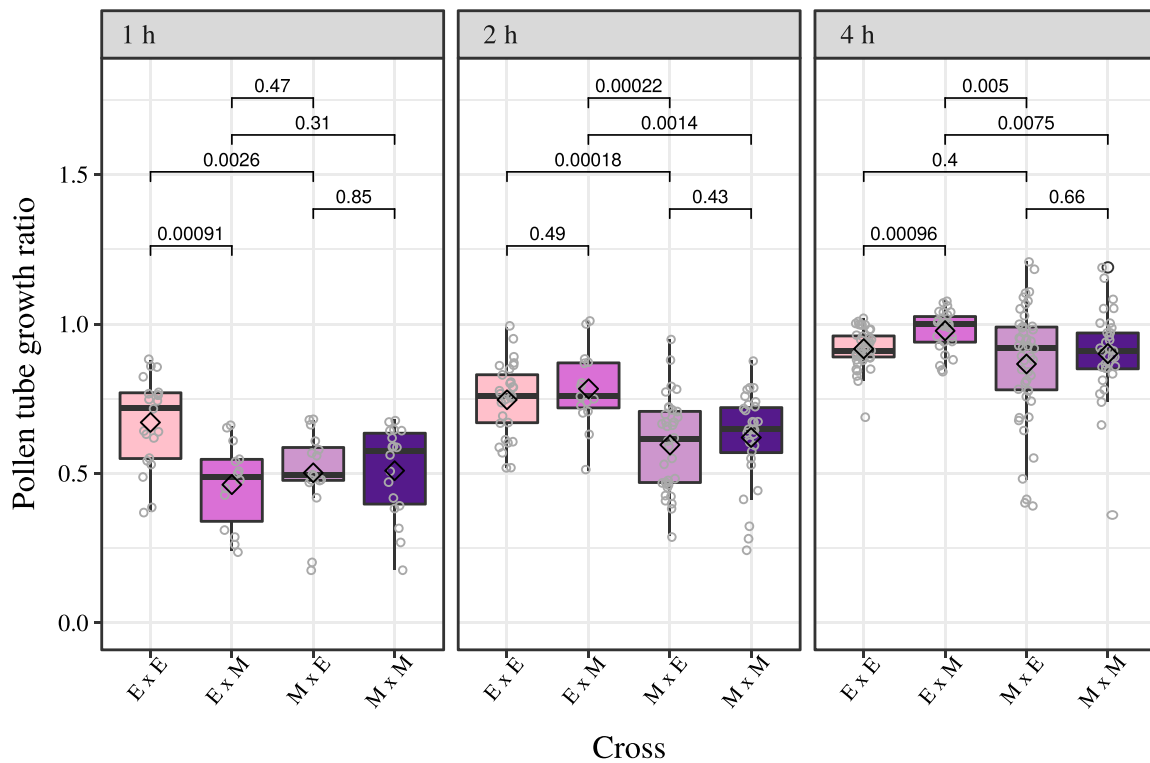 1 h
2 h
4 h
0.47
0.00022
0.005
0.31
0.0014
0.0075
0.0026
0.00018
0.4
0.85
0.43
0.66
0.00091
0.49
0.00096
Pollen tube growth ratio
1.5
1.0
0.5
0.0
E x E
E x M
M x E
M x M
E x E
E x M
M x E
M x M
E x E
E x M
M x E
M x M
Cross